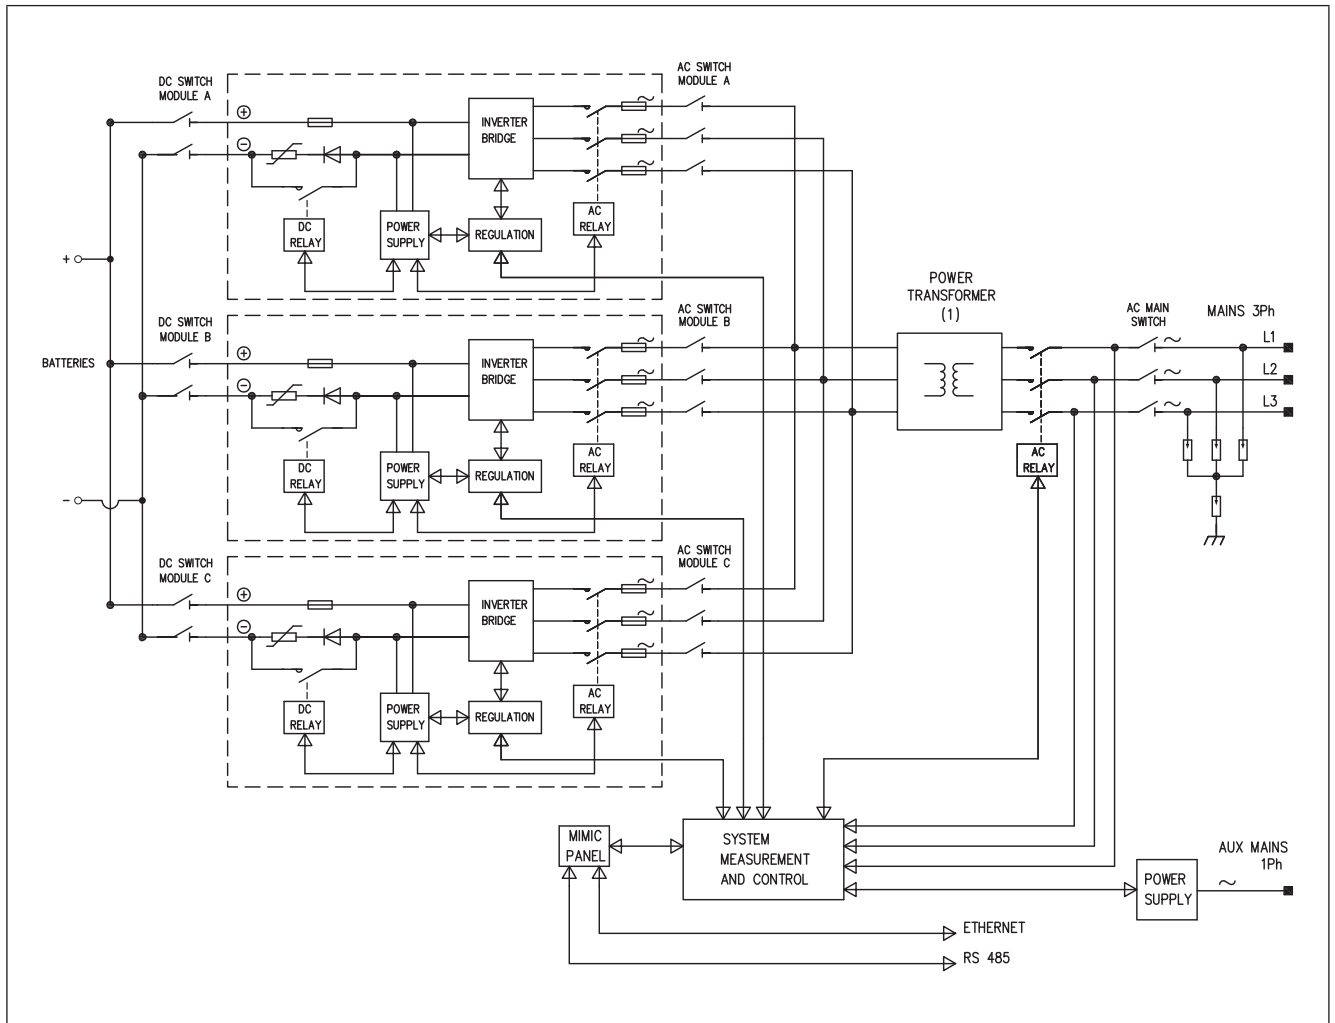 DC SWITCH
MODULE A
+
−
INVERTER
BRIDGE
DC
RELAY
POWER
SUPPLY
REGULATION
AC
RELAY
AC SWITCH
MODULE A
+
BATTERIES
−
DC SWITCH
MODULE B
+
−
INVERTER
BRIDGE
DC
RELAY
POWER
SUPPLY
REGULATION
AC
RELAY
AC SWITCH
MODULE B
DC SWITCH
MODULE C
+
−
INVERTER
BRIDGE
DC
RELAY
POWER
SUPPLY
REGULATION
AC
RELAY
AC SWITCH
MODULE C
POWER
TRANSFORMER
(1)
AC
RELAY
AC MAIN
SWITCH
MAINS 3Ph
L1
L2
L3
MIMIC
PANEL
SYSTEM
MEASUREMENT
AND CONTROL
POWER
SUPPLY
AUX MAINS
1Ph
ETHERNET
RS 485